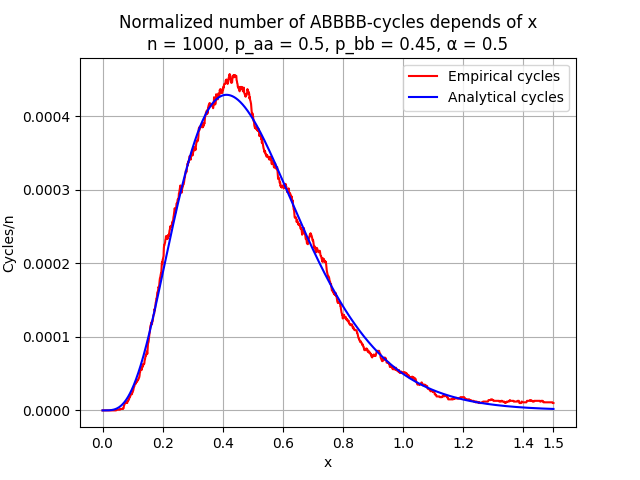 Normalized number of ABBBB-cycles depends of x
n = 1000, p_aa = 0.5, p_bb = 0.45, α = 0.5
Empirical cycles
Analytical cycles
Cycles/n
0.0004
0.0003
0.0002
0.0001
0.0000
0.0 0.2 0.4 0.6 0.8 1.0 1.2 1.4 1.5
x